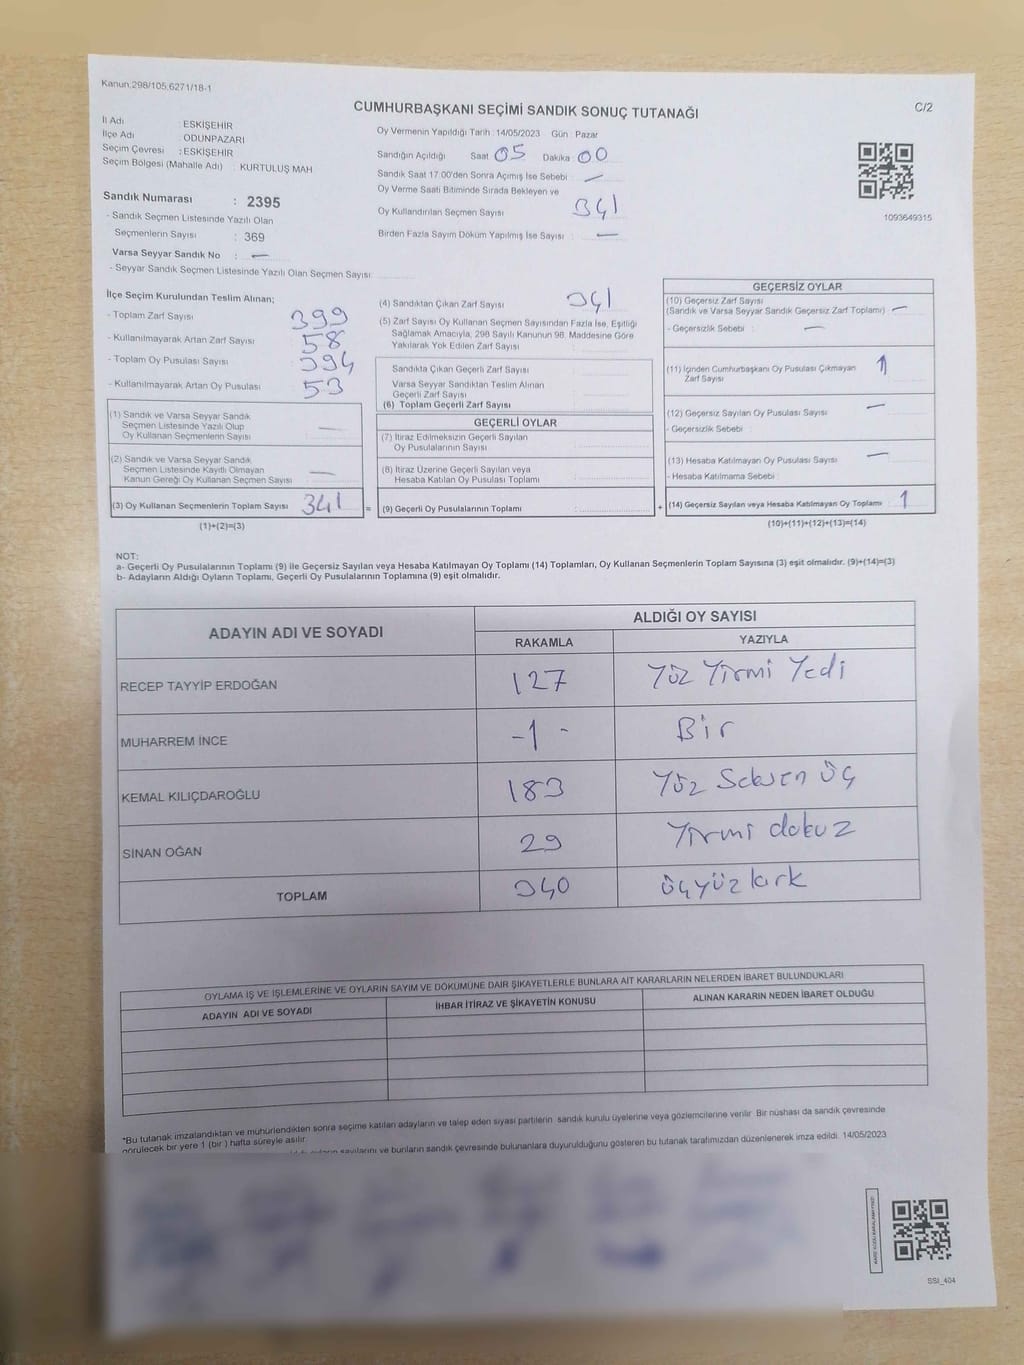 Kanun:298/105,6271/18-1
CUMHURBAŞKANI SEÇİMİ SANDIK SONUÇ TUTANAĞI
C/2
İl Adı : ESKİŞEHİR
İlçe Adı : ODUNPAZARI
Seçim Çevresi : ESKİŞEHİR
Seçim Bölgesi (Mahalle Adı) : KURTULUŞ MAH
Oy Vermenin Yapıldığı Tarih : 14/05/2023 Gün : Pazar
Sandığın Açıldığı Saat 05 Dakika 00
Sandık Saat 17.00'den Sonra Açımış İse Sebebi : —
Oy Verme Saati Bitiminde Sırada Bekleyen ve
Oy Kullandırılan Seçmen Sayısı 341
Birden Fazla Sayım Döküm Yapılmış İse Sayısı : —
1093649315
Sandık Numarası : 2395
- Sandık Seçmen Listesinde Yazılı Olan
Seçmenlerin Sayısı : 369
Varsa Seyyar Sandık No : —
- Seyyar Sandık Seçmen Listesinde Yazılı Olan Seçmen Sayısı:
İlçe Seçim Kurulundan Teslim Alınan;
- Toplam Zarf Sayısı 399
- Kullanılmayarak Artan Zarf Sayısı 58
- Toplam Oy Pusulası Sayısı 394
- Kullanılmayarak Artan Oy Pusulası 53
(1) Sandık ve Varsa Seyyar Sandık
Seçmen Listesinde Yazılı Olup
Oy Kullanan Seçmenlerin Sayısı —
(2) Sandık ve Varsa Seyyar Sandık
Seçmen Listesinde Kayıtlı Olmayan
Kanun Gereği Oy Kullanan Seçmen Sayısı —
(3) Oy Kullanan Seçmenlerin Toplam Sayısı 341 =
(1)+(2)=(3)
(4) Sandıktan Çıkan Zarf Sayısı 341
(5) Zarf Sayısı Oy Kullanan Seçmen Sayısından Fazla İse, Eşitliği
Sağlamak Amacıyla, 298 Sayılı Kanunun 98. Maddesine Göre
Yakılarak Yok Edilen Zarf Sayısı
Sandıkta Çıkan Geçerli Zarf Sayısı
Varsa Seyyar Sandıktan Teslim Alınan
Geçerli Zarf Sayısı
(6) Toplam Geçerli Zarf Sayısı
GEÇERLİ OYLAR
(7) İtiraz Edilmeksizin Geçerli Sayılan
Oy Pusulalarının Sayısı
(8) İtiraz Üzerine Geçerli Sayılan veya
Hesaba Katılan Oy Pusulası Toplamı
(9) Geçerli Oy Pusulalarının Toplamı +
GEÇERSİZ OYLAR
(10) Geçersiz Zarf Sayısı
(Sandık ve Varsa Seyyar Sandık Geçersiz Zarf Toplamı) —
- Geçersizlik Sebebi : —
(11) İçinden Cumhurbaşkanı Oy Pusulası Çıkmayan
Zarf Sayısı 1
(12) Geçersiz Sayılan Oy Pusulası Sayısı —
- Geçersizlik Sebebi :
(13) Hesaba Katılmayan Oy Pusulası Sayısı —
- Hesaba Katılmama Sebebi :
(14) Geçersiz Sayılan veya Hesaba Katılmayan Oy Toplamı 1
(10)+(11)+(12)+(13)=(14)
NOT:
a- Geçerli Oy Pusulalarının Toplamı (9) ile Geçersiz Sayılan veya Hesaba Katılmayan Oy Toplamı (14) Toplamları, Oy Kullanan Seçmenlerin Toplam Sayısına (3) eşit olmalıdır. (9)+(14)=(3)
b- Adayların Aldığı Oyların Toplamı, Geçerli Oy Pusulalarının Toplamına (9) eşit olmalıdır.
ADAYIN ADI VE SOYADI ALDIĞI OY SAYISI
RAKAMLA YAZIYLA
RECEP TAYYİP ERDOĞAN 127 Yüz Yirmi Yedi
MUHARREM İNCE -1- Bir
KEMAL KILIÇDAROĞLU 183 Yüz Seksen üç
SİNAN OĞAN 29 Yirmi dokuz
TOPLAM 340 üçyüz kırk
OYLAMA İŞ VE İŞLEMLERİNE VE OYLARIN SAYIM VE DÖKÜMÜNE DAİR ŞİKAYETLERLE BUNLARA AİT KARARLARIN NELERDEN İBARET BULUNDUKLARI
ADAYIN ADI VE SOYADI İHBAR İTİRAZ VE ŞİKAYETİN KONUSU ALINAN KARARIN NEDEN İBARET OLDUĞU
*Bu tutanak imzalandıktan ve mühürlendikten sonra seçime katılan adayların ve talep eden siyasi partilerin sandık kurulu üyelerine veya gözlemcilerine verilir. Bir nüshası da sandık çevresinde
görülecek bir yere 1 (bir) hafta süreyle asılır.
sayılarını ve bunların sandık çevresinde bulunanlara duyurulduğunu gösteren bu tutanak tarafımızdan düzenlenerek imza edildi. 14/05/2023
SSI_404